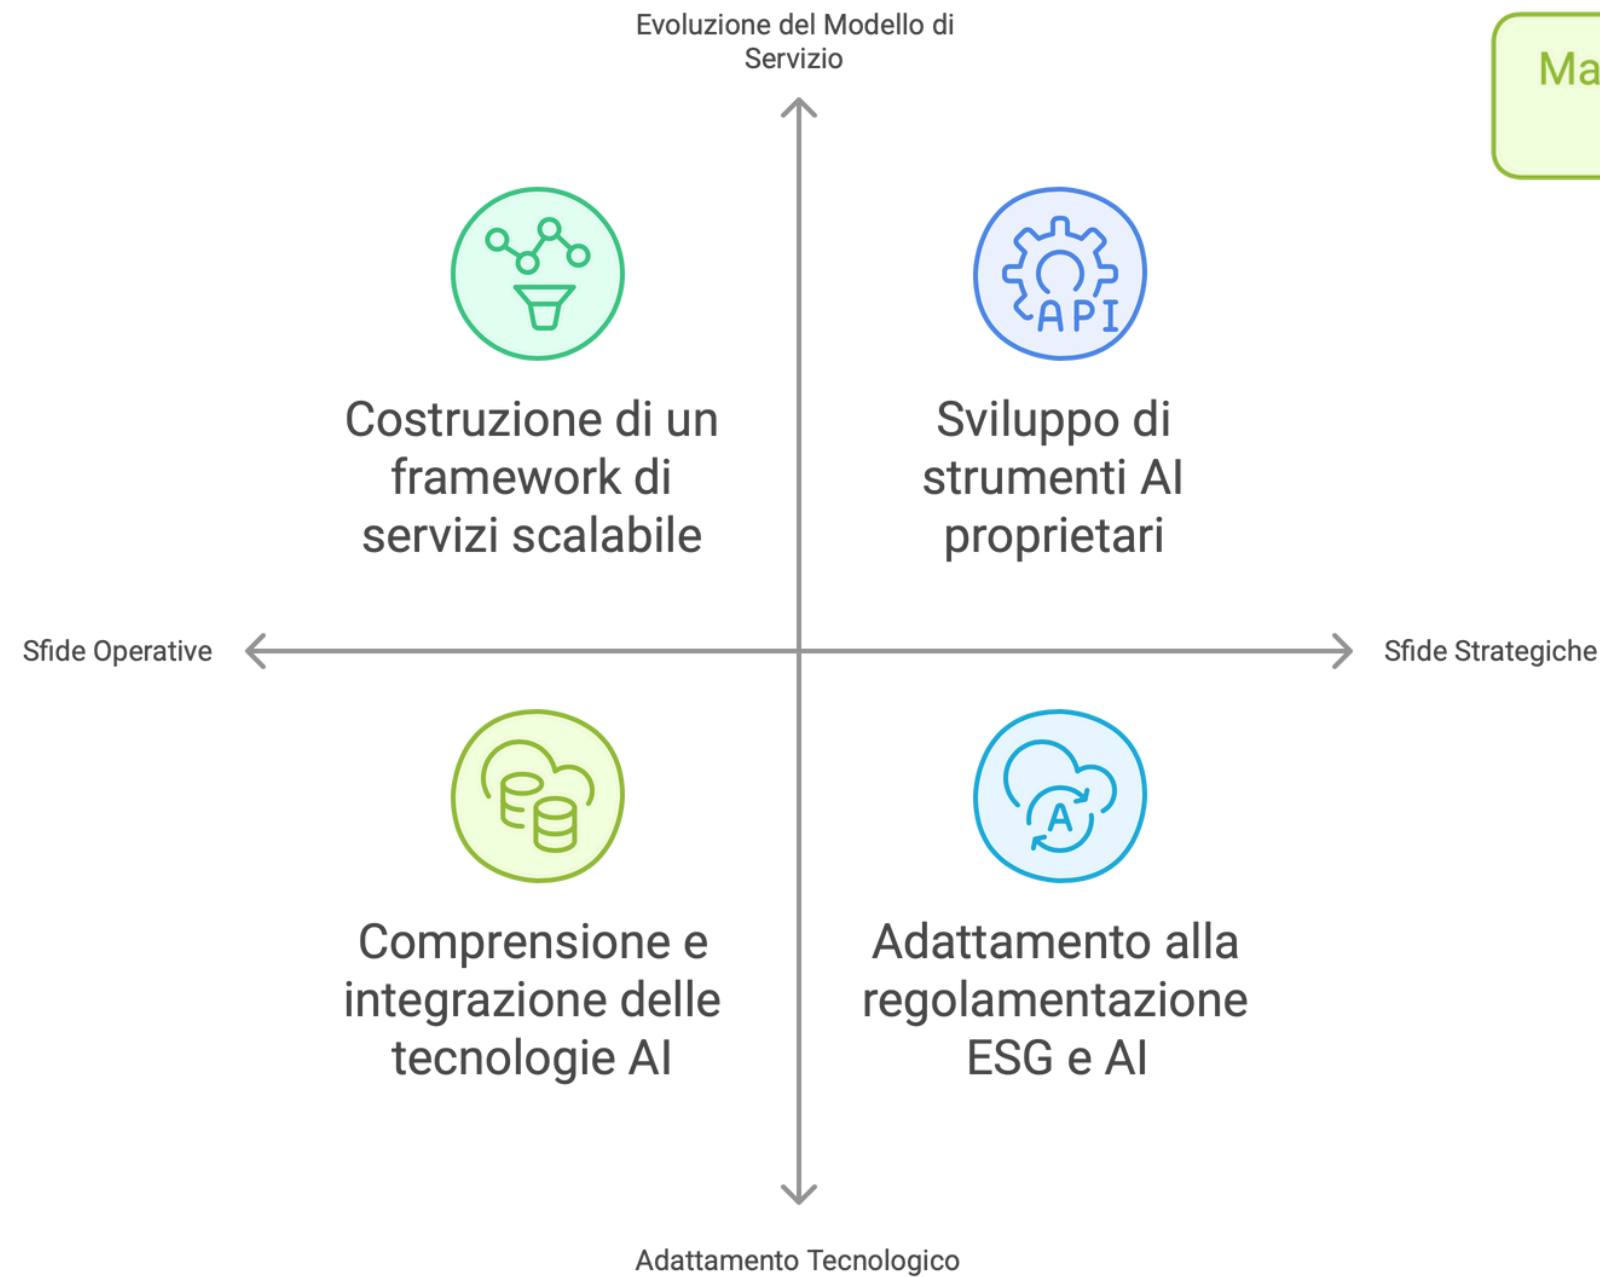 Evoluzione del Modello di
Servizio
Ma
API
Costruzione di un
framework di
servizi scalabile
Sviluppo di
strumenti AI
proprietari
Sfide Operative
Sfide Strategiche
A
Comprensione e
integrazione delle
tecnologie AI
Adattamento alla
regolamentazione
ESG e AI
Adattamento Tecnologico